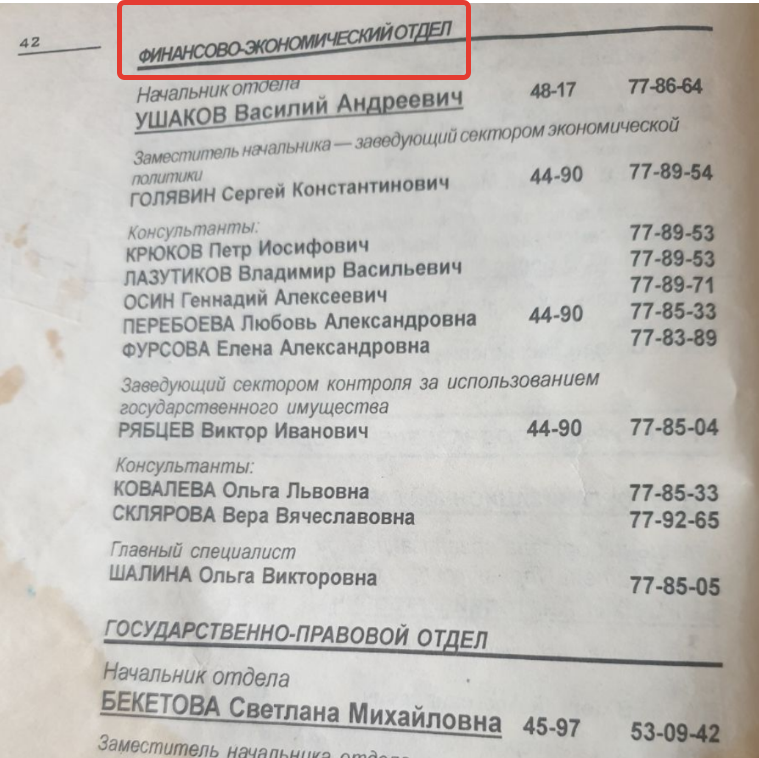 42
ФИНАНСОВО-ЭКОНОМИЧЕСКИЙ ОТДЕЛ
Начальник отдела
УШАКОВ Василий Андреевич 48-17 77-86-64
Заместитель начальника — заведующий сектором экономической
политики
ГОЛЯВИН Сергей Константинович 44-90 77-89-54
Консультанты:
КРЮКОВ Петр Иосифович 77-89-53
ЛАЗУТИКОВ Владимир Васильевич 77-89-53
ОСИН Геннадий Алексеевич 77-89-71
ПЕРЕБОЕВА Любовь Александровна 44-90 77-85-33
ФУРСОВА Елена Александровна 77-83-89
Заведующий сектором контроля за использованием
государственного имущества
РЯБЦЕВ Виктор Иванович 44-90 77-85-04
Консультанты:
КОВАЛЕВА Ольга Львовна 77-85-33
СКЛЯРОВА Вера Вячеславовна 77-92-65
Главный специалист
ШАЛИНА Ольга Викторовна 77-85-05
ГОСУДАРСТВЕННО-ПРАВОВОЙ ОТДЕЛ
Начальник отдела
БЕКЕТОВА Светлана Михайловна 45-97 53-09-42
Заместитель начальника отдела